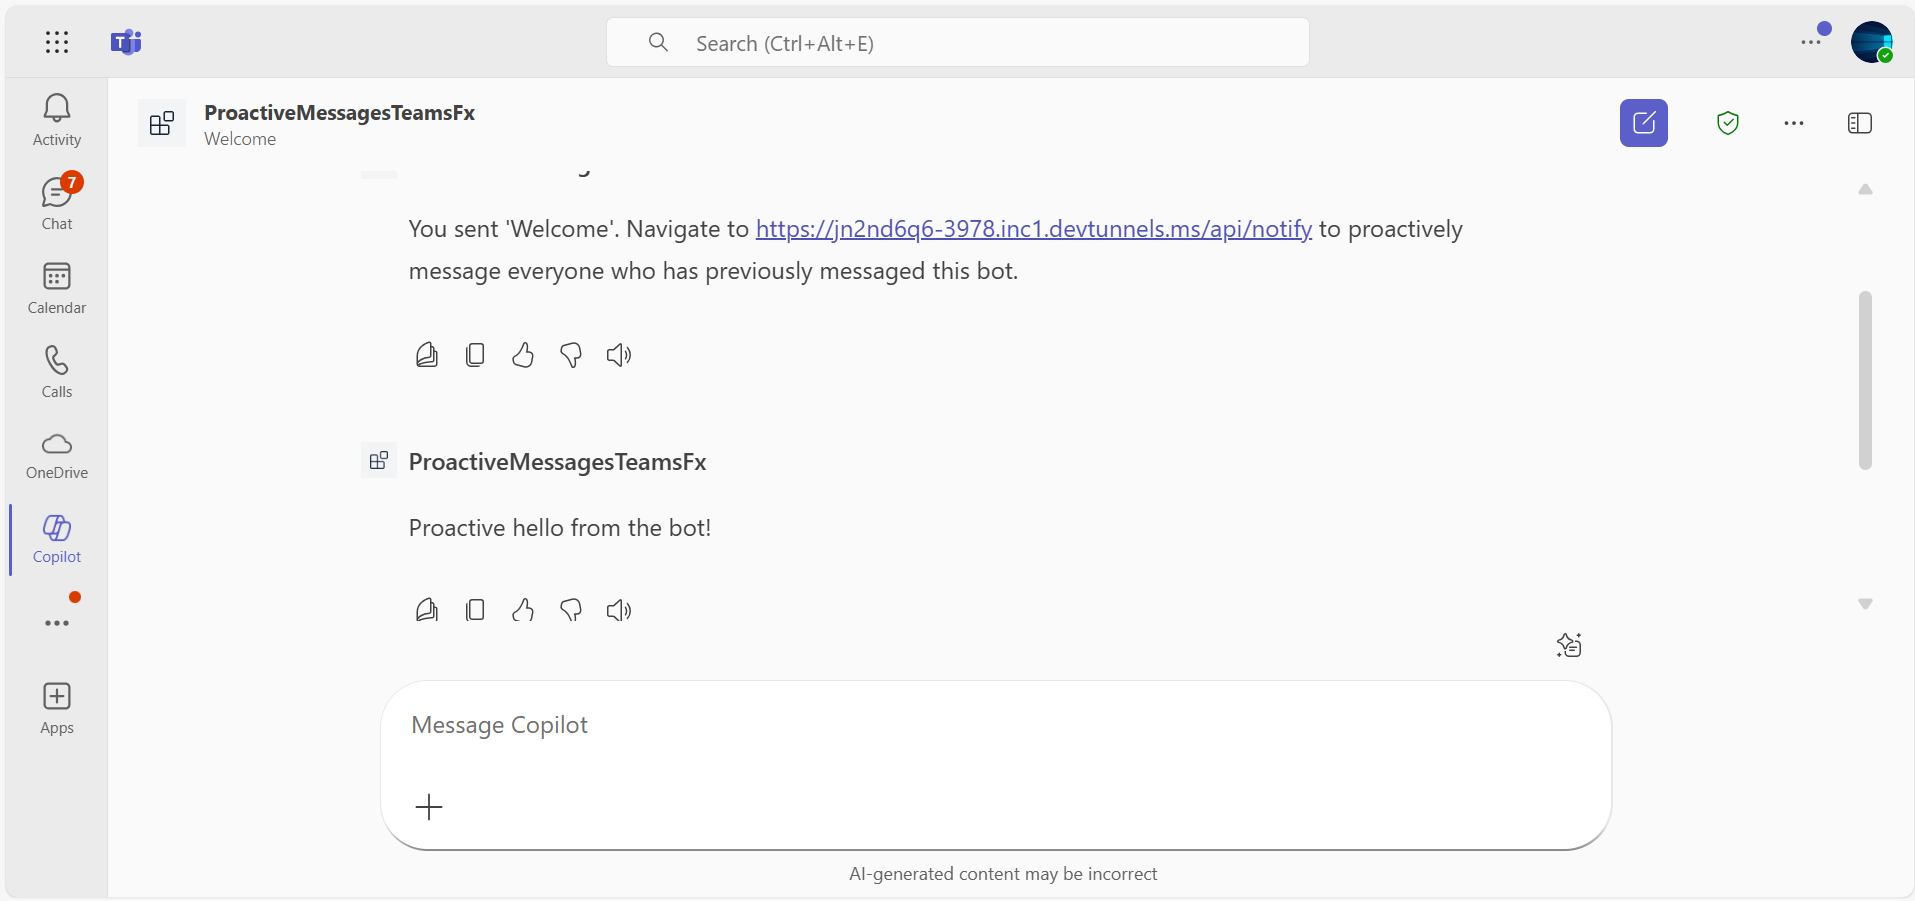 Search (Ctrl+Alt+E)
ProactiveMessagesTeamsFx
Welcome
Activity
7
Chat
Calendar
Calls
OneDrive
Copilot
Apps
You sent 'Welcome'. Navigate to https://jn2nd6q6-3978.inc1.devtunnels.ms/api/notify to proactively
message everyone who has previously messaged this bot.
ProactiveMessagesTeamsFx
Proactive hello from the bot!
Message Copilot
AI-generated content may be incorrect